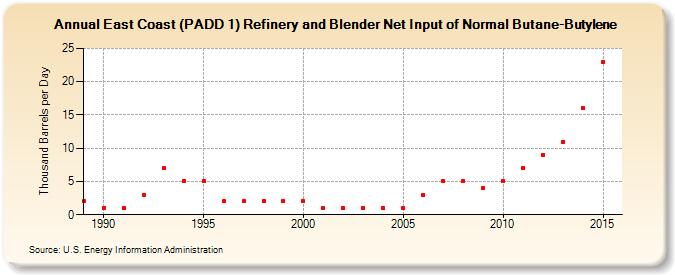 Annual East Coast (PADD 1) Refinery and Blender Net Input of Normal Butane-Butylene
Thousand Barrels per Day
25
20
15
10
5
0
1990 1995 2000 2005 2010 2015
Source: U.S. Energy Information Administration